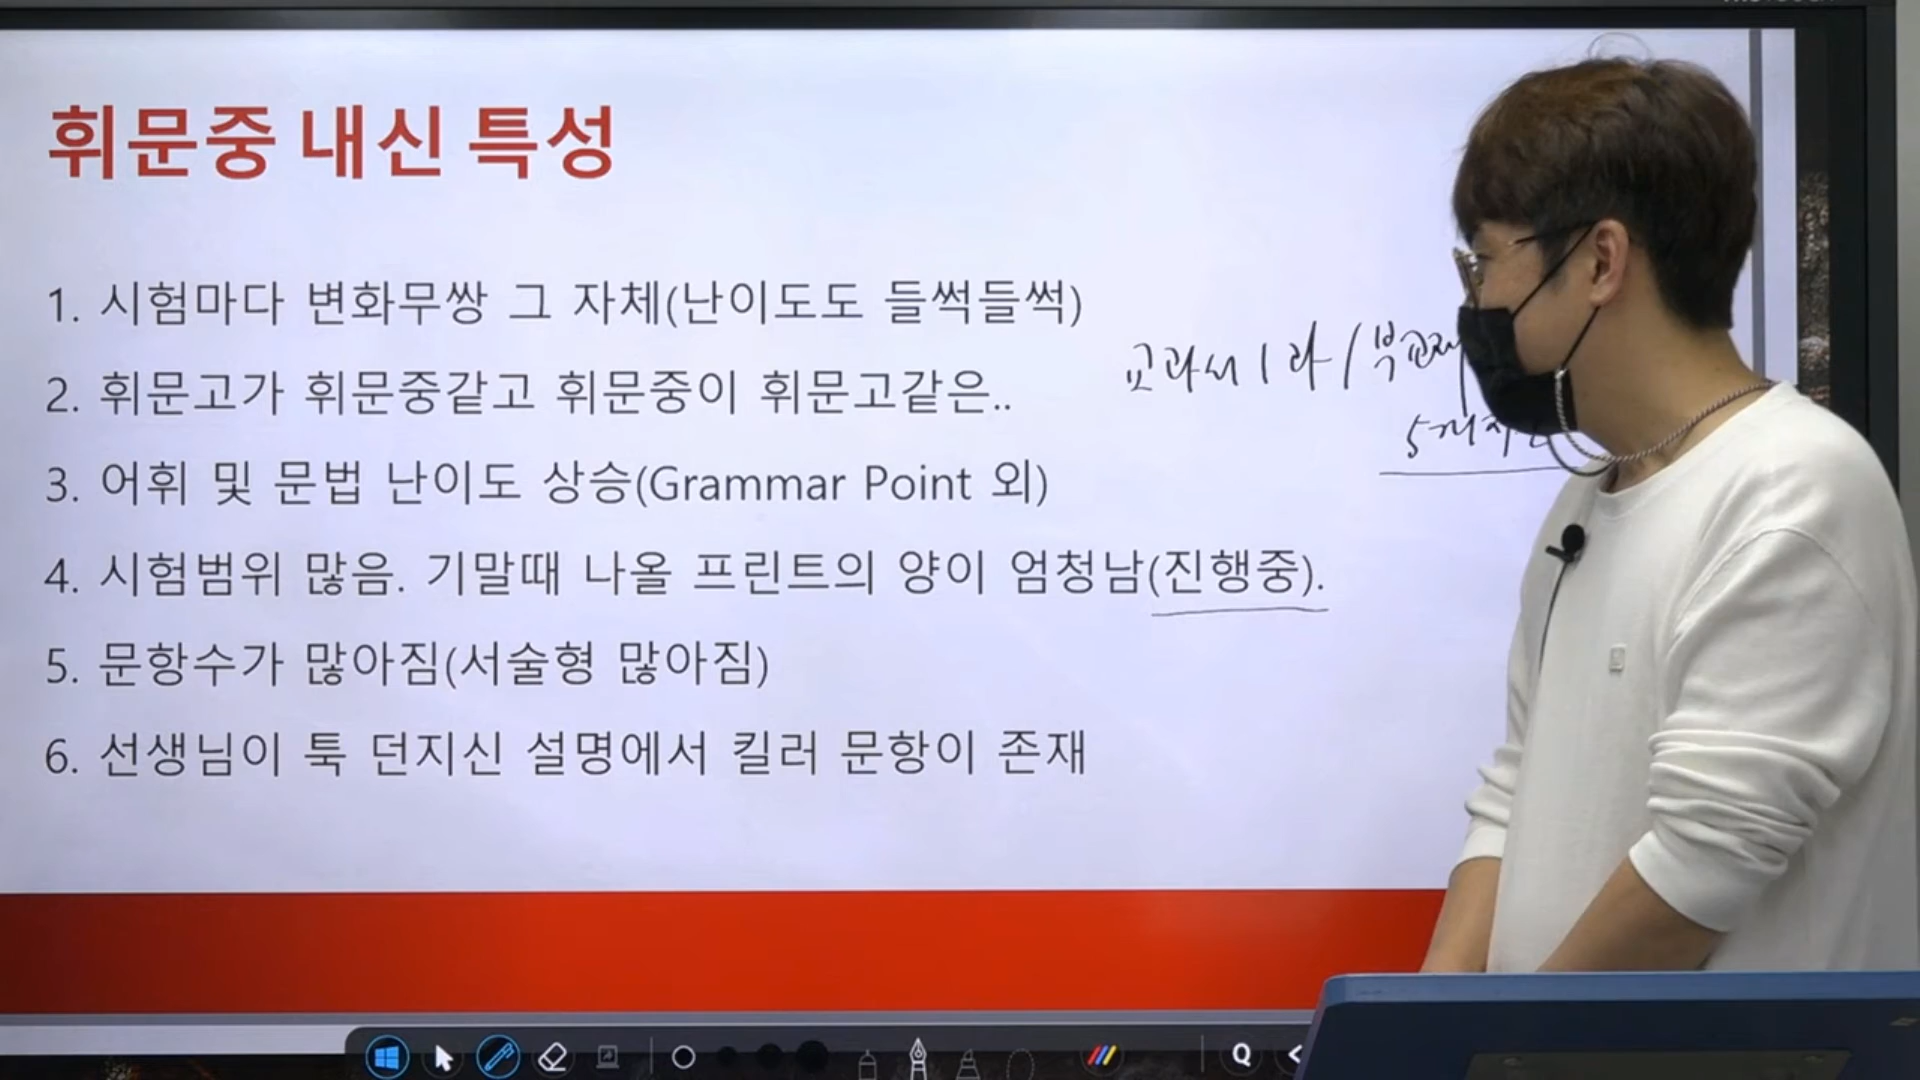 휘문중 내신 특성
1. 시험마다 변화무쌍 그 자체(난이도도 들썩들썩)
2. 휘문고가 휘문중같고 휘문중이 휘문고같은..
교과서 1과 / 부교재
3. 어휘 및 문법 난이도 상승(Grammar Point 외)
4. 시험범위 많음. 기말때 나올 프린트의 양이 엄청남(진행중).
5. 문항수가 많아짐(서술형 많아짐)
6. 선생님이 툭 던지신 설명에서 킬러 문항이 존재